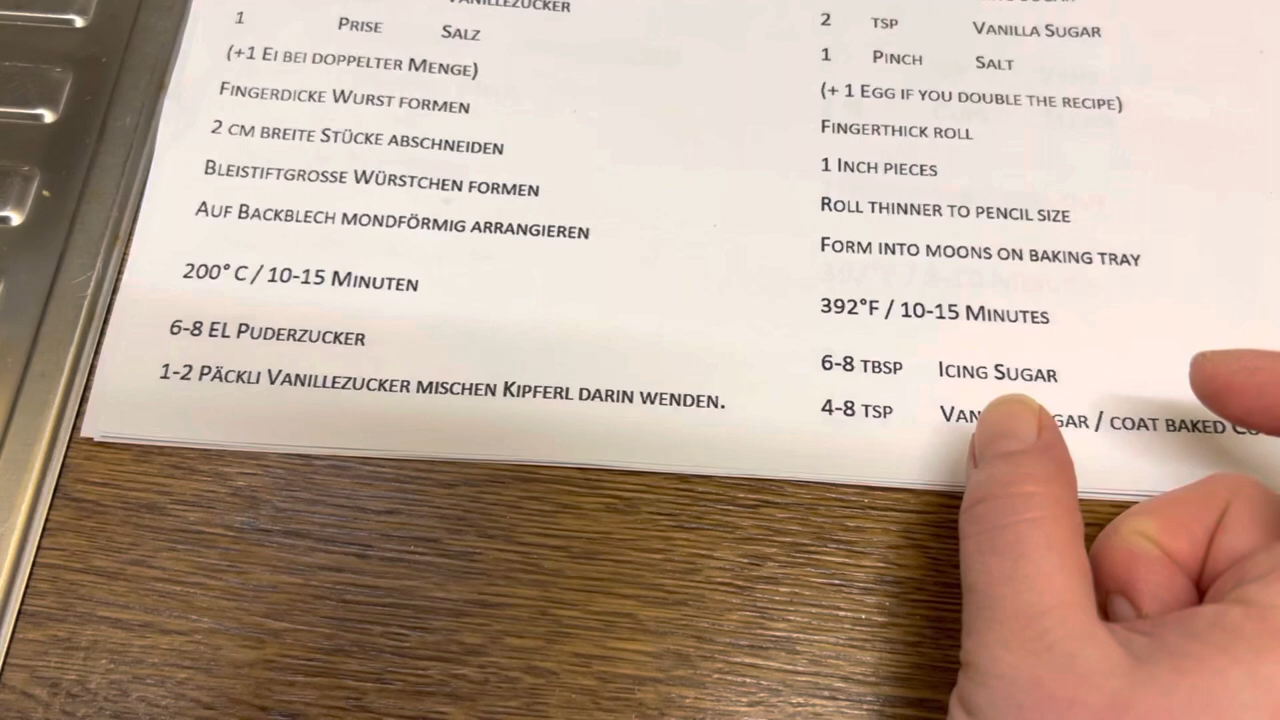 VANILLEZUCKER
1 PRISE SALZ
(+1 EI BEI DOPPELTER MENGE)
FINGERDICKE WURST FORMEN
2 CM BREITE STÜCKE ABSCHNEIDEN
BLEISTIFTGROSSE WÜRSTCHEN FORMEN
AUF BACKBLECH MONDFÖRMIG ARRANGIEREN
200° C / 10-15 MINUTEN
6-8 EL PUDERZUCKER
1-2 PÄCKLI VANILLEZUCKER MISCHEN KIPFERL DARIN WENDEN.
2 TSP VANILLA SUGAR
1 PINCH SALT
(+ 1 EGG IF YOU DOUBLE THE RECIPE)
FINGERTHICK ROLL
1 INCH PIECES
ROLL THINNER TO PENCIL SIZE
FORM INTO MOONS ON BAKING TRAY
392°F / 10-15 MINUTES
6-8 TBSP ICING SUGAR
4-8 TSP / COAT BAKED